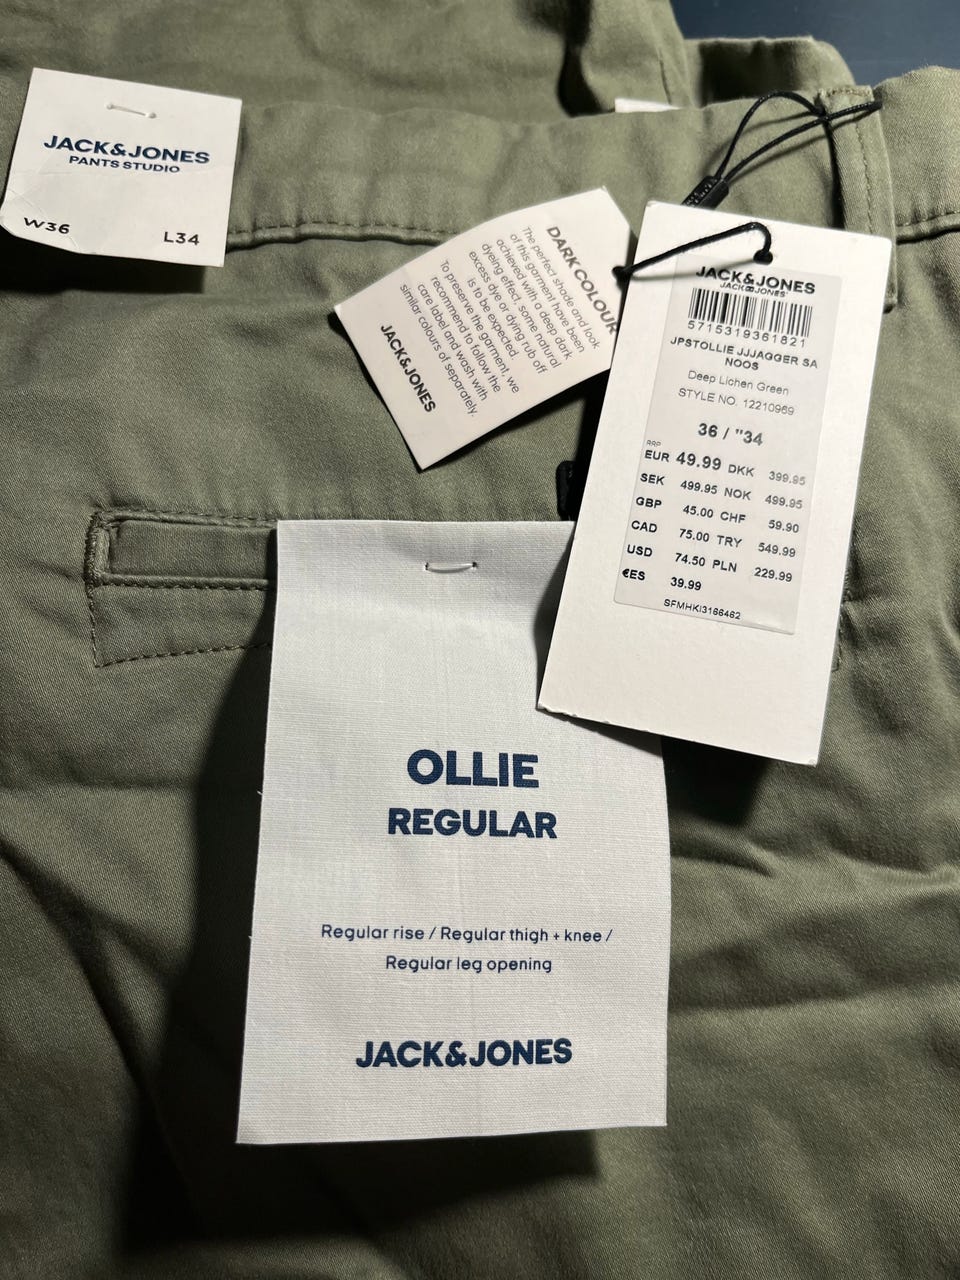 JACK&JONES
PANTS STUDIO
W36
L34
DARK COLOUR
The perfect shade and look
of this garment have been
achieved with a deep dark
dyeing effect, some natural
excess dye or dying rub off
is to be expected.
To preserve the garment, we
recommend to follow the
care label and wash with
similar colours of separately.
JACK&JONES
JACK&JONES
JACK&JONES
5715319361821
JPSTOLLIE JJJAGGER SA
NOOS
Deep Lichen Green
STYLE NO. 12210969
36 / "34
RRP
EUR 49.99 DKK 399.95
SEK 499.95 NOK 499.95
GBP 45.00 CHF 59.90
CAD 75.00 TRY 549.99
USD 74.50 PLN 229.99
€ES 39.99
SFMHKI3166462
OLLIE
REGULAR
Regular rise / Regular thigh + knee /
Regular leg opening
JACK&JONES